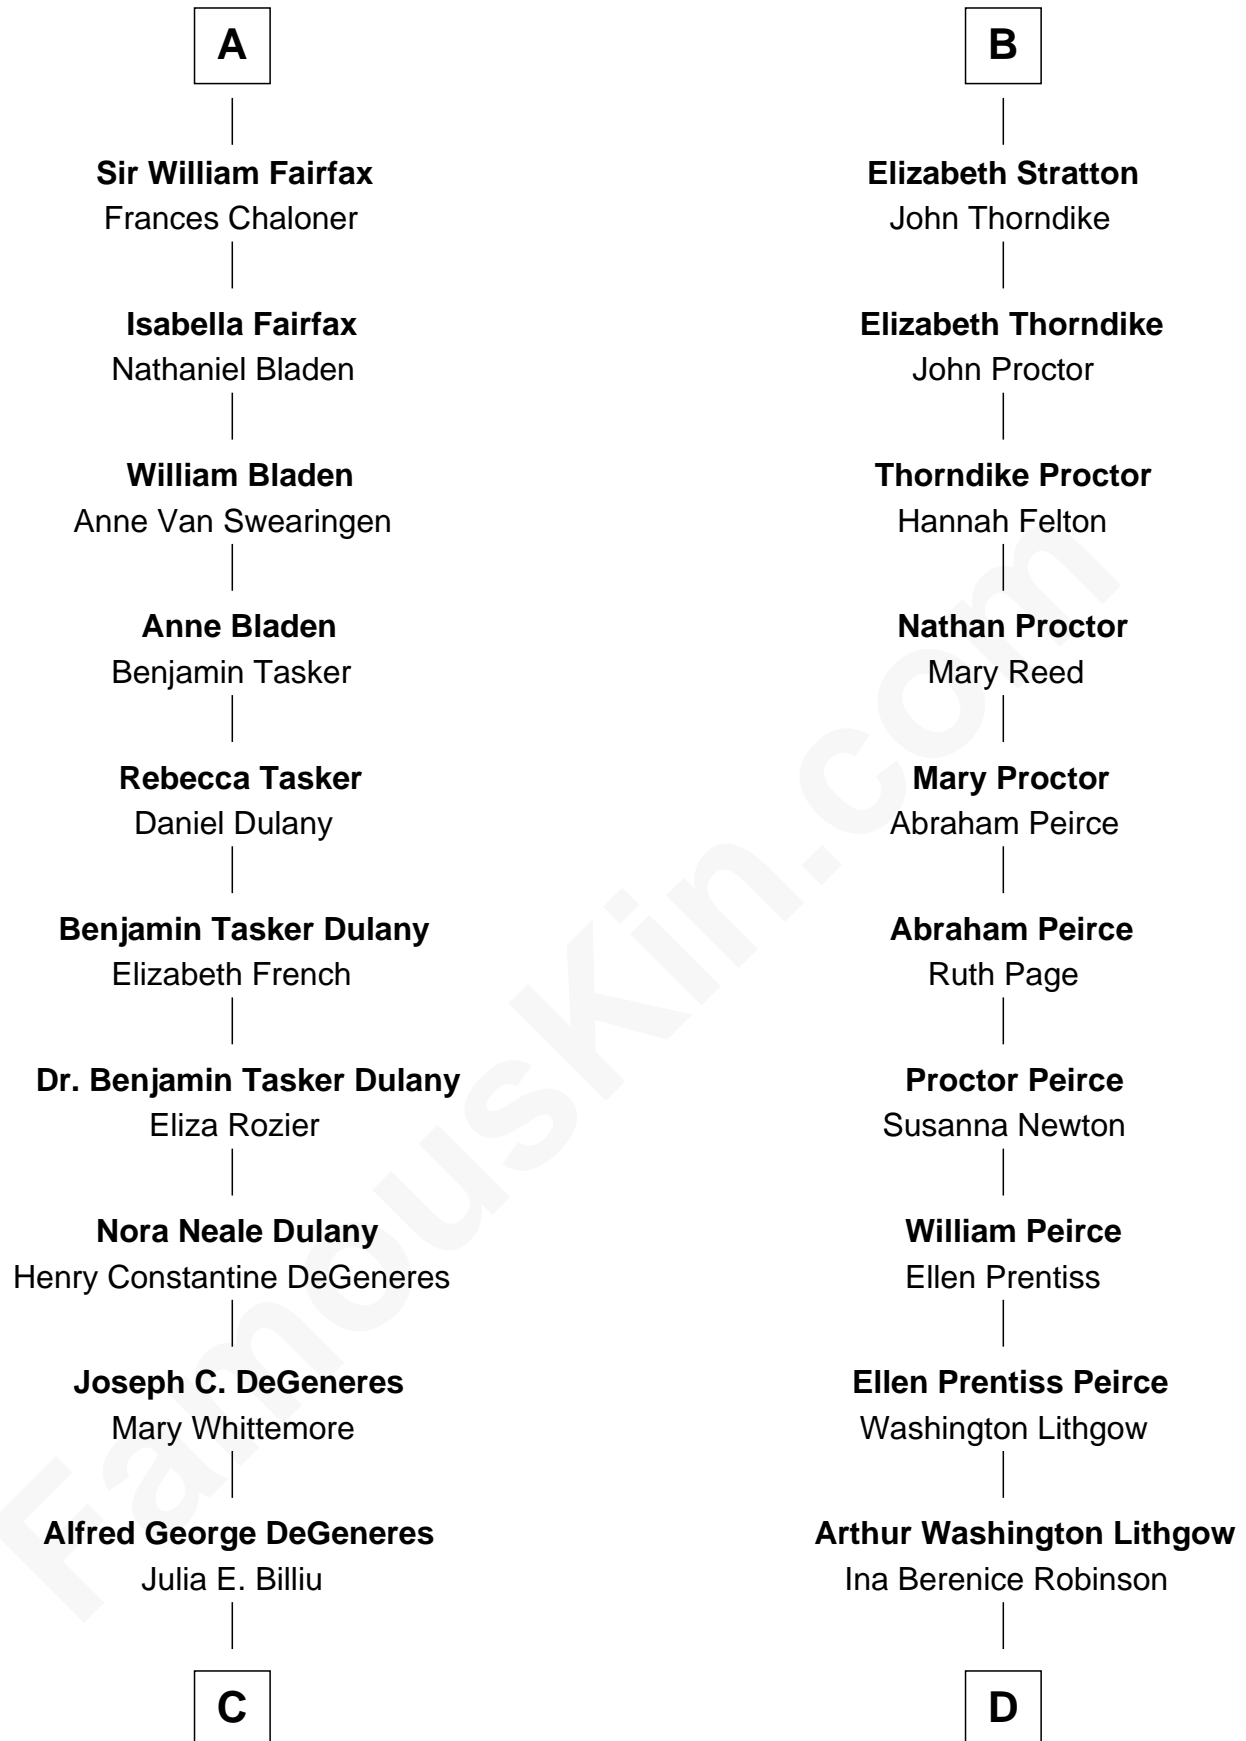 A
Sir William Fairfax
Frances Chaloner
Isabella Fairfax
Nathaniel Bladen
William Bladen
Anne Van Swearingen
Anne Bladen
Benjamin Tasker
Rebecca Tasker
Daniel Dulany
Benjamin Tasker Dulany
Elizabeth French
Dr. Benjamin Tasker Dulany
Eliza Rozier
Nora Neale Dulany
Henry Constantine DeGeneres
Joseph C. DeGeneres
Mary Whittemore
Alfred George DeGeneres
Julia E. Billiu
C
B
Elizabeth Stratton
John Thorndike
Elizabeth Thorndike
John Proctor
Thorndike Proctor
Hannah Felton
Nathan Proctor
Mary Reed
Mary Proctor
Abraham Peirce
Abraham Peirce
Ruth Page
Proctor Peirce
Susanna Newton
William Peirce
Ellen Prentiss
Ellen Prentiss Peirce
Washington Lithgow
Arthur Washington Lithgow
Ina Berenice Robinson
D
FamousKin.com